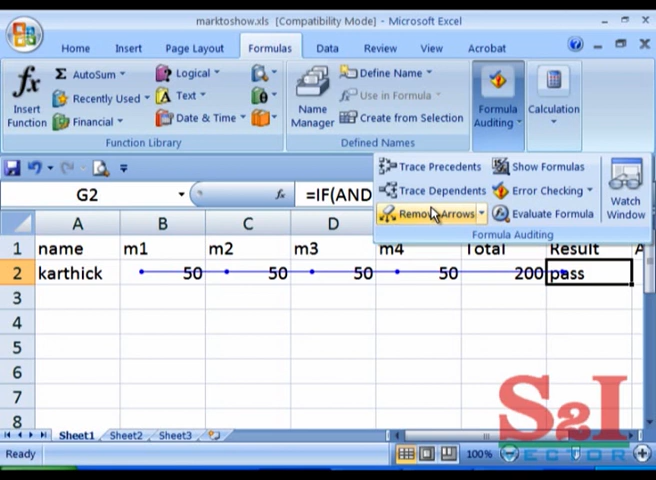 marktoshow.xls [Compatibility Mode] - Microsoft Excel
Home Insert Page Layout Formulas Data Review View Acrobat
fx Insert Function
Σ AutoSum
Recently Used
Financial
Logical
Text
Date & Time
θ
Function Library
Name Manager
Define Name
Use in Formula
Create from Selection
Defined Names
Formula Auditing
Calculation
Trace Precedents
Trace Dependents
Remove Arrows
Show Formulas
Error Checking
Evaluate Formula
Watch Window
Formula Auditing
G2 fx =IF(AND
A B C D
1 name m1 m2 m3 m4 Total Result A
2 karthick 50 50 50 50 200 pass
3
4
5
6
7
8
Sheet1 Sheet2 Sheet3
Ready 100%
S2I
ECTOR